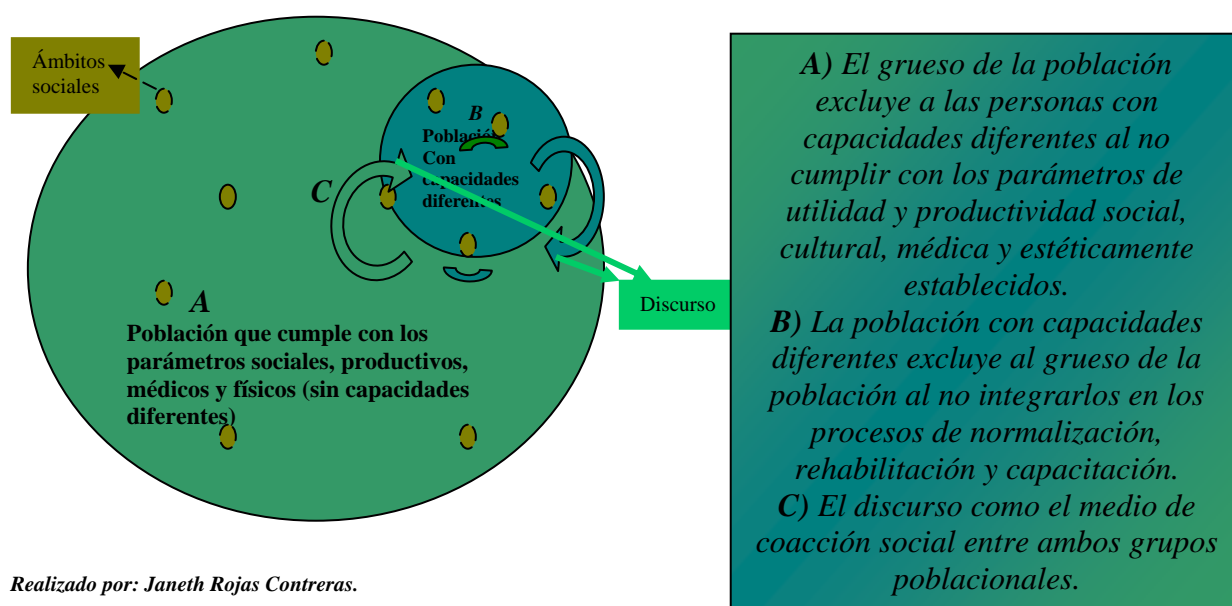 Ámbitos
sociales
B
Población
Con
capacidades
diferentes
C
A
Población que cumple con los
parámetros sociales, productivos,
médicos y físicos (sin capacidades
diferentes)
Discurso
Realizado por: Janeth Rojas Contreras.
A) El grueso de la población
excluye a las personas con
capacidades diferentes al no
cumplir con los parámetros de
utilidad y productividad social,
cultural, médica y estéticamente
establecidos.
B) La población con capacidades
diferentes excluye al grueso de la
población al no integrarlos en los
procesos de normalización,
rehabilitación y capacitación.
C) El discurso como el medio de
coacción social entre ambos grupos
poblacionales.